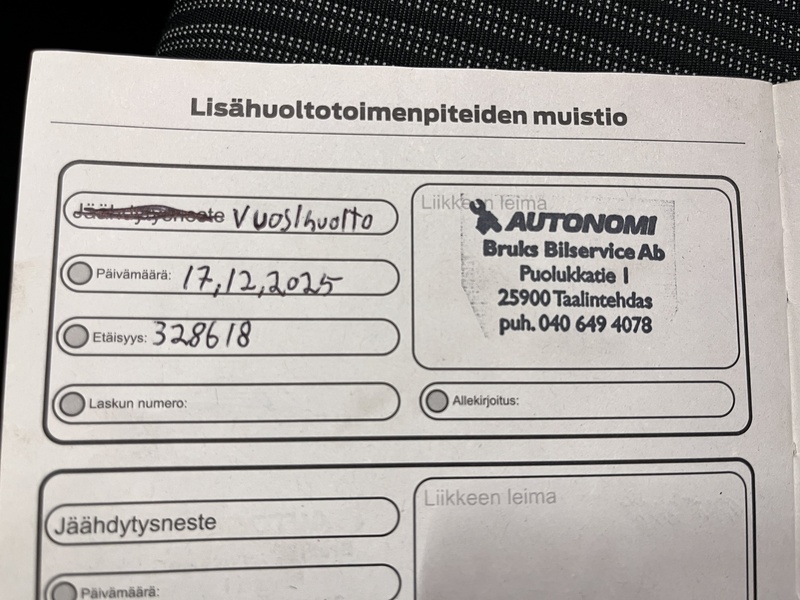 Lisähuoltotoimenpiteiden muistio
Jäähdytysneste Vuosihuolto
Päivämäärä: 17,12,2025
Etäisyys: 328618
Laskun numero:
Liikkeen leima
AUTONOMI
Bruks Bilservice Ab
Puolukkatie 1
25900 Taalintehdas
puh. 040 649 4078
Allekirjoitus:
Jäähdytysneste
Päivämäärä:
Liikkeen leima